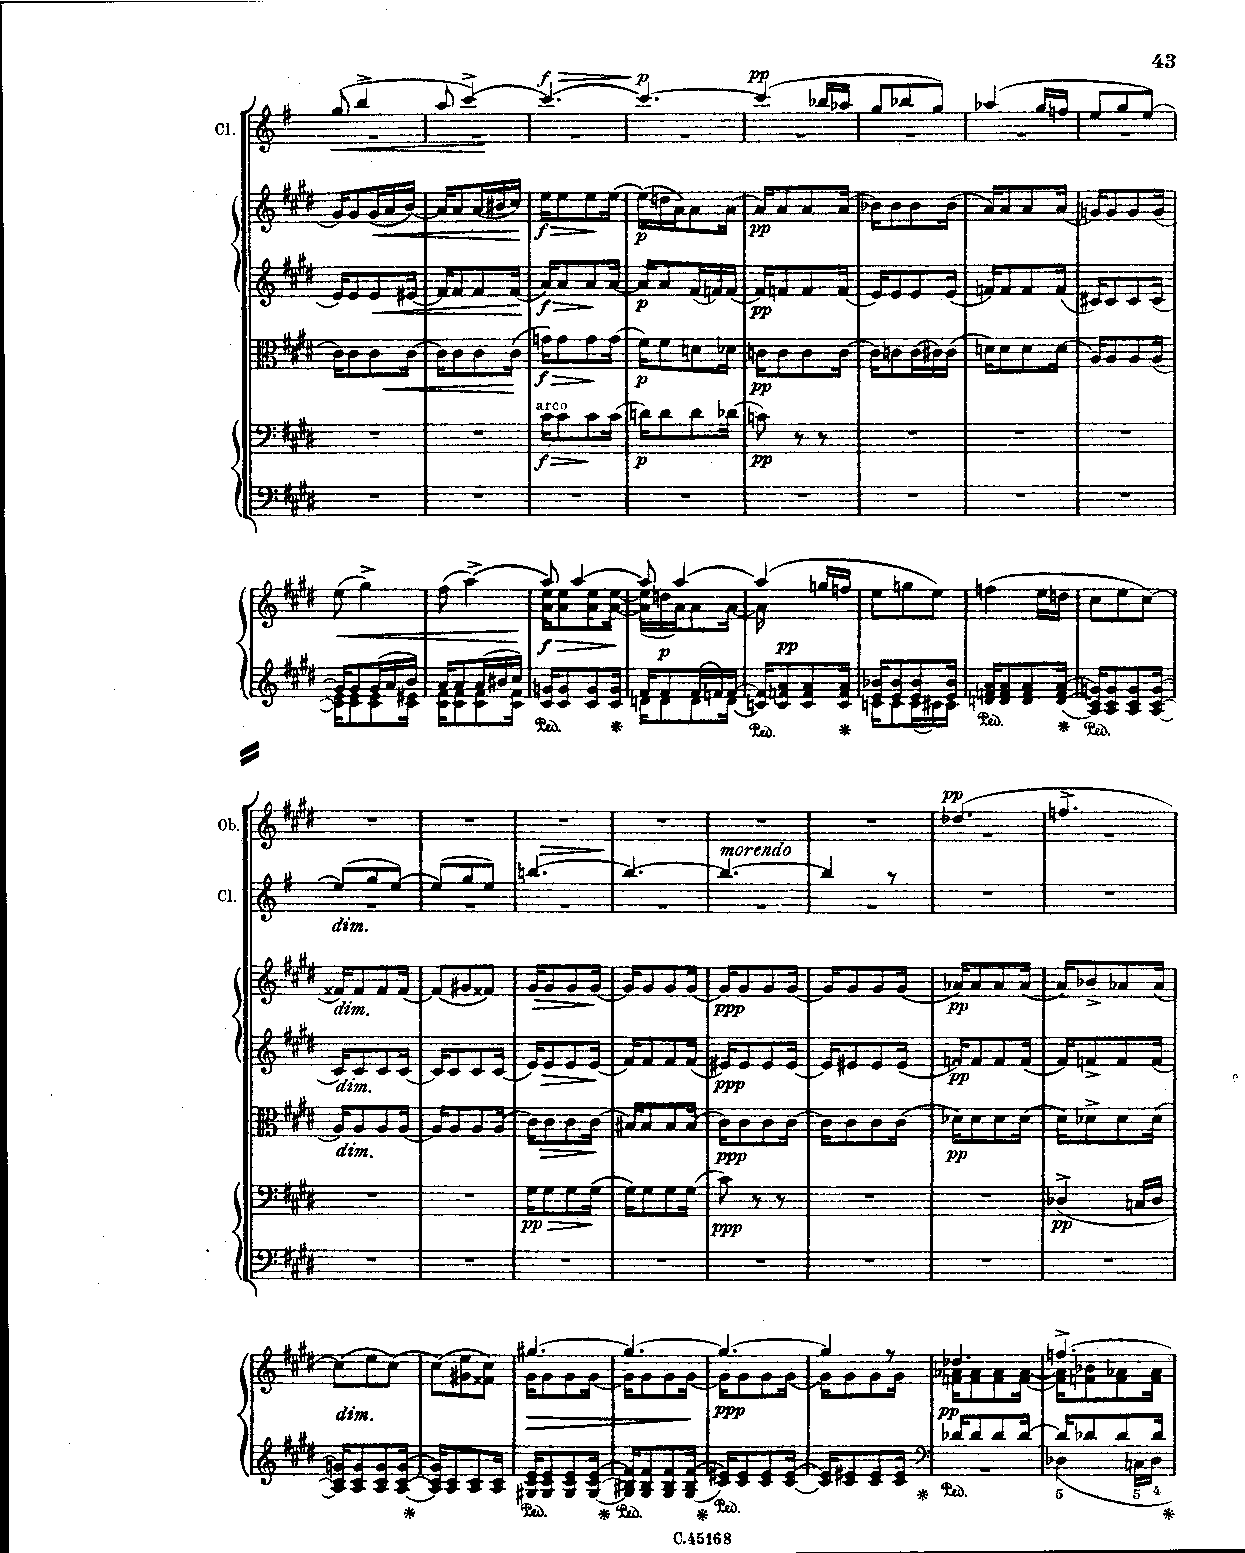 43
f p pp
Cl.
f p pp
f p pp
f p pp
arco
f p pp
f p pp
Ped. * Ped. * Ped. * Ped.
pp
Ob.
morendo
Cl.
dim.
dim. ppp pp
dim. ppp pp
dim. ppp pp
pp ppp pp
dim. ppp pp
* Ped. * Ped. * Ped. * Ped. 5 5 4 *
C.45168